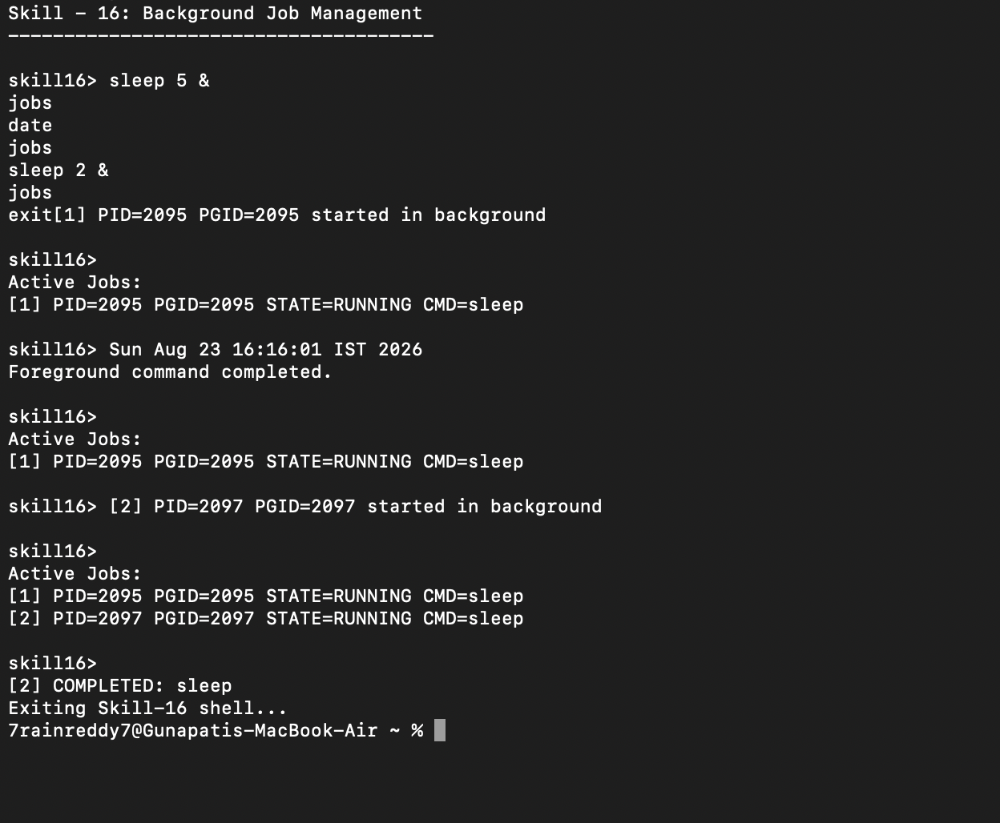 Skill - 16: Background Job Management
--------------------------------------
skill16> sleep 5 &
jobs
date
jobs
sleep 2 &
jobs
exit[1] PID=2095 PGID=2095 started in background
skill16>
Active Jobs:
[1] PID=2095 PGID=2095 STATE=RUNNING CMD=sleep
skill16> Sun Aug 23 16:16:01 IST 2026
Foreground command completed.
skill16>
Active Jobs:
[1] PID=2095 PGID=2095 STATE=RUNNING CMD=sleep
skill16> [2] PID=2097 PGID=2097 started in background
skill16>
Active Jobs:
[1] PID=2095 PGID=2095 STATE=RUNNING CMD=sleep
[2] PID=2097 PGID=2097 STATE=RUNNING CMD=sleep
skill16>
[2] COMPLETED: sleep
Exiting Skill-16 shell...
7rainreddy7@Gunapatis-MacBook-Air ~ %